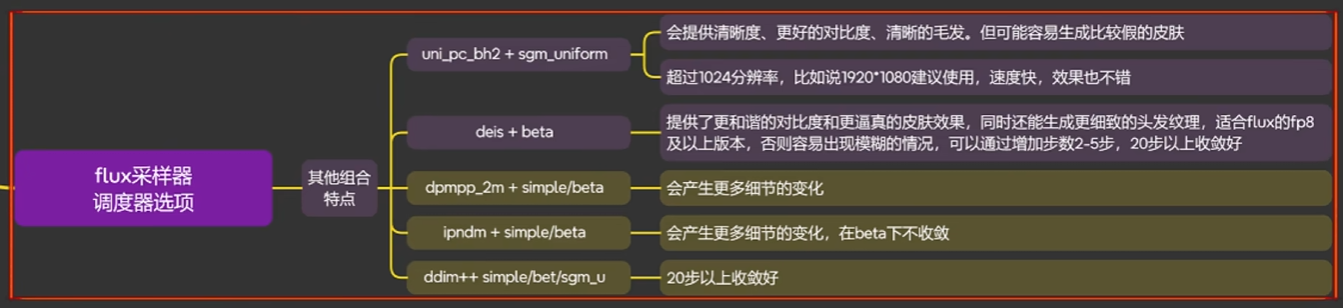 flux采样器
调度器选项
其他组合
特点
uni_pc_bh2 + sgm_uniform
会提供清晰度、更好的对比度、清晰的毛发。但可能容易生成比较假的皮肤
超过1024分辨率，比如说1920*1080建议使用，速度快，效果也不错
deis + beta
提供了更和谐的对比度和更逼真的皮肤效果，同时还能生成更细致的头发纹理，适合flux的fp8
及以上版本，否则容易出现模糊的情况，可以通过增加步数2-5步，20步以上收敛好
dpmpp_2m + simple/beta
会产生更多细节的变化
ipndm + simple/beta
会产生更多细节的变化，在beta下不收敛
ddim++ simple/bet/sgm_u
20步以上收敛好